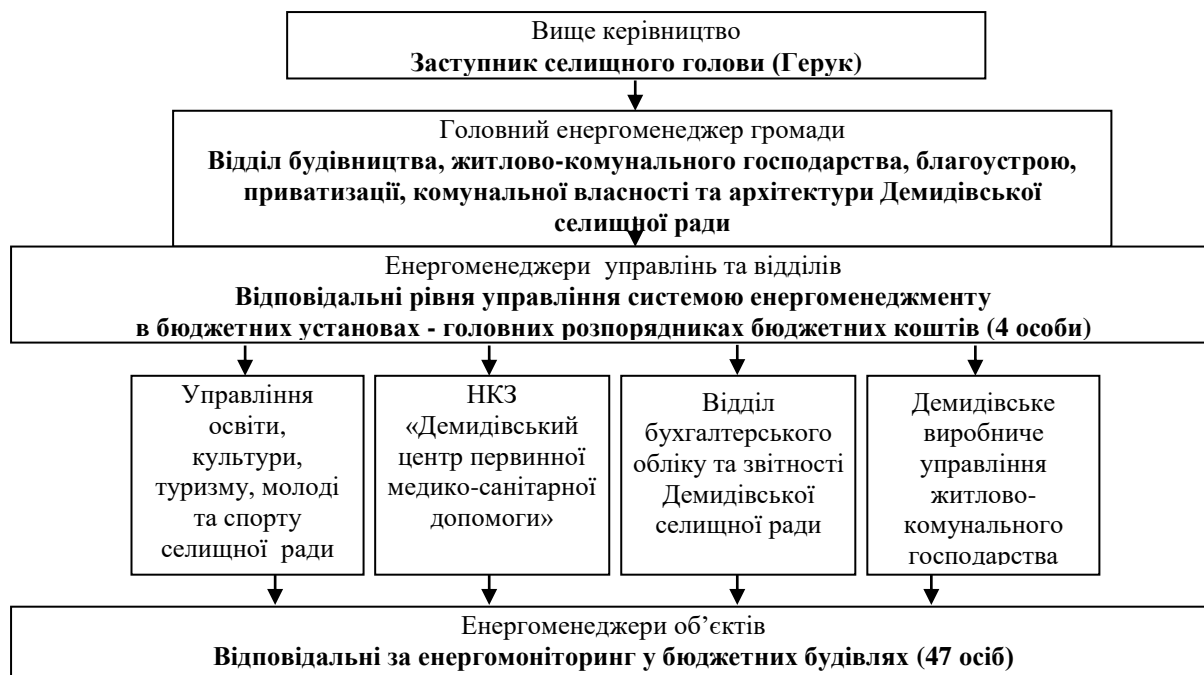 Вище керівництво
Заступник селищного голови (Герук)
Головний енергоменеджер громади
Відділ будівництва, житлово-комунального господарства, благоустрою,
приватизації, комунальної власності та архітектури Демидівської
селищної ради
Енергоменеджери управлінь та відділів
Відповідальні рівня управління системою енергоменеджменту
в бюджетних установах - головних розпорядниках бюджетних коштів (4 особи)
Управління
освіти,
культури,
туризму, молоді
та спорту
селищної ради
НКЗ
«Демидівський
центр первинної
медико-санітарної
допомоги»
Відділ
бухгалтерського
обліку та звітності
Демидівської
селищної ради
Демидівське
виробниче
управління
житлово-
комунального
господарства
Енергоменеджери об’єктів
Відповідальні за енергомоніторинг у бюджетних будівлях (47 осіб)